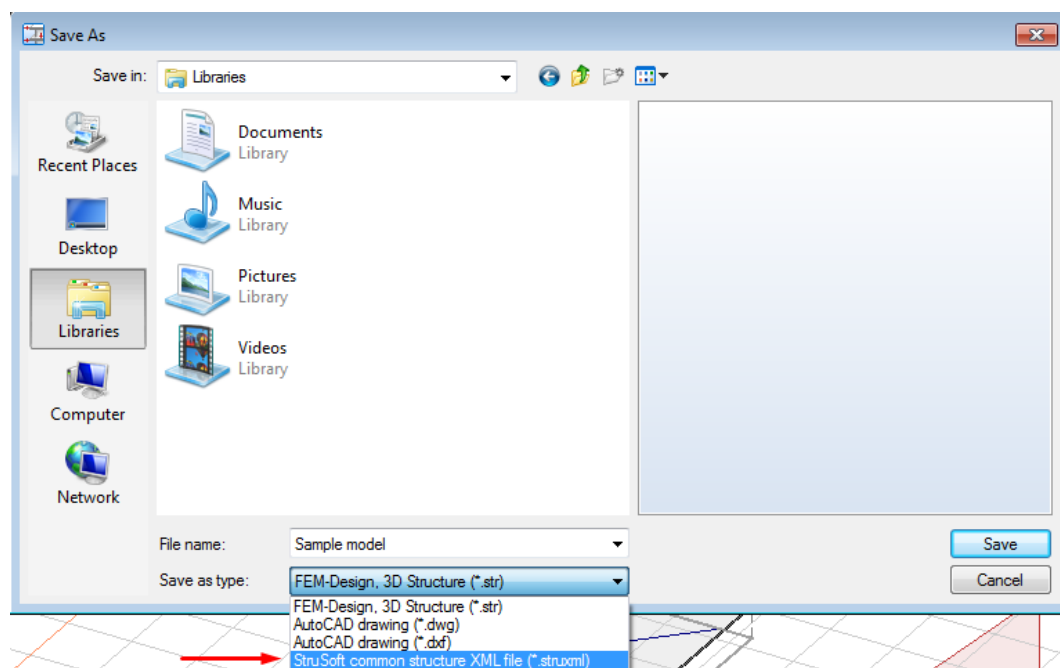 Save As
Save in:
Libraries
Recent Places
Desktop
Libraries
Computer
Network
Documents
Library
Music
Library
Pictures
Library
Videos
Library
File name:
Sample model
Save
Save as type:
FEM-Design, 3D Structure (*.str)
Cancel
FEM-Design, 3D Structure (*.str)
AutoCAD drawing (*.dwg)
AutoCAD drawing (*.dxf)
StruSoft common structure XML file (*.struxml)